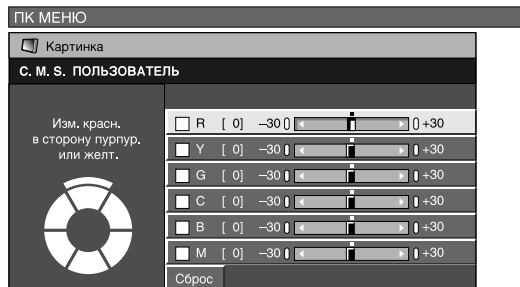 ПК МЕНЮ
Картинка
C. M. S. ПОЛЬЗОВАТЕЛЬ
Изм. красн.
в сторону пурпур.
или желт.
R [ 0] –30 +30
Y [ 0] –30 +30
G [ 0] –30 +30
C [ 0] –30 +30
B [ 0] –30 +30
M [ 0] –30 +30
Сброс